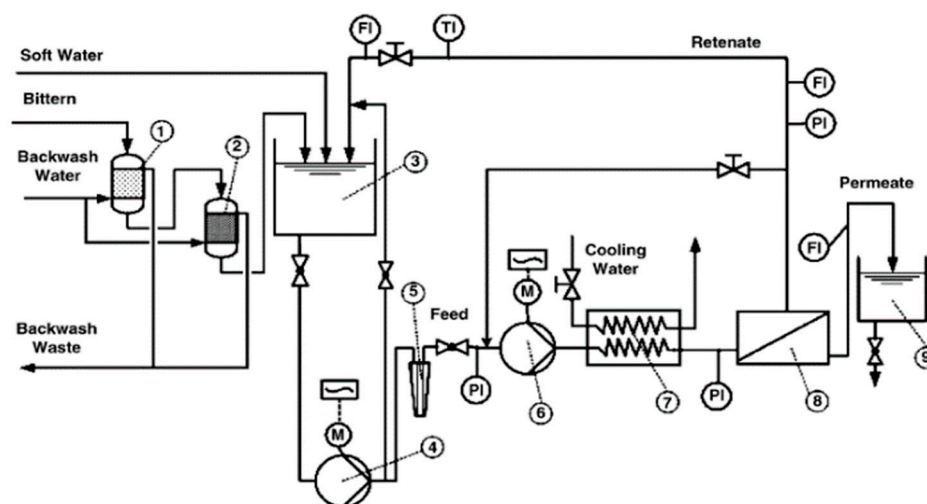 FI
TI
Retenate
Soft Water
FI
Bittern
1
2
PI
Backwash
Water
3
Permeate
FI
Cooling
Water
M
5
Feed
Backwash
Waste
6
7
PI
PI
8
9
M
4